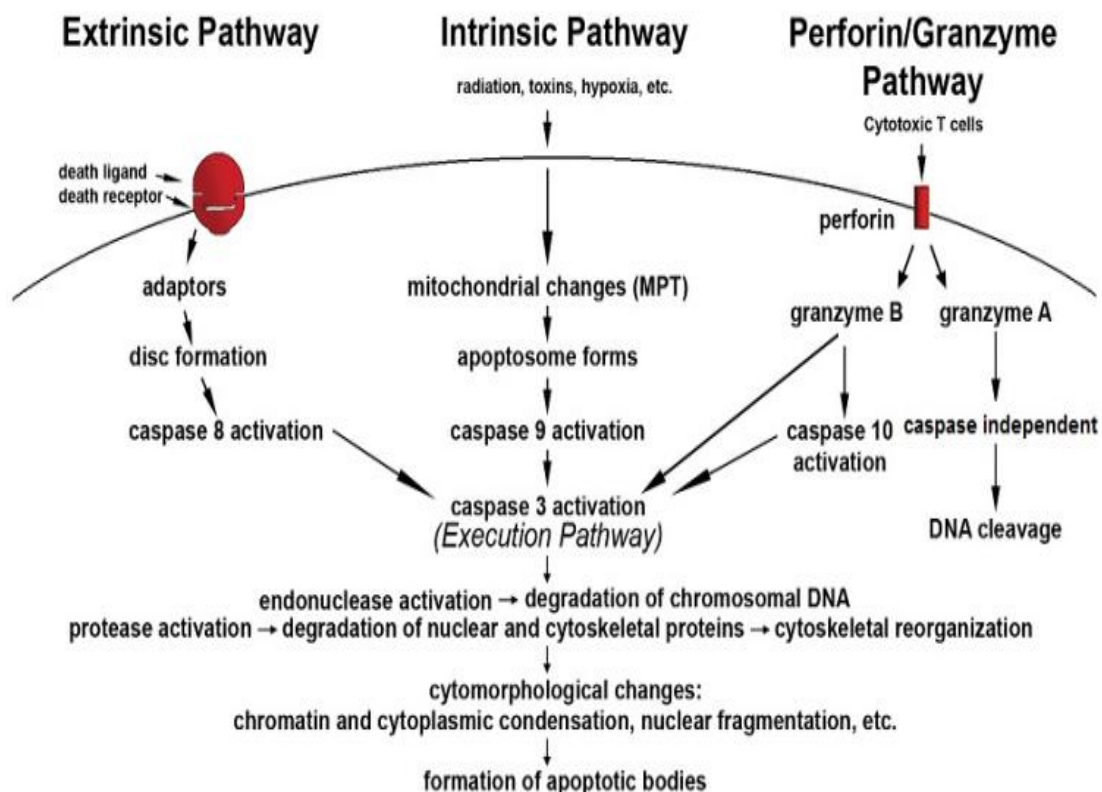 Extrinsic Pathway
Intrinsic Pathway
Perforin/Granzyme
Pathway
radiation, toxins, hypoxia, etc.
Cytotoxic T cells
death ligand
death receptor
perforin
adaptors
mitochondrial changes (MPT)
granzyme B
granzyme A
disc formation
apoptosome forms
caspase 8 activation
caspase 9 activation
caspase 10
activation
caspase independent
caspase 3 activation
(Execution Pathway)
DNA cleavage
endonuclease activation → degradation of chromosomal DNA
protease activation → degradation of nuclear and cytoskeletal proteins → cytoskeletal reorganization
cytomorphological changes:
chromatin and cytoplasmic condensation, nuclear fragmentation, etc.
formation of apoptotic bodies